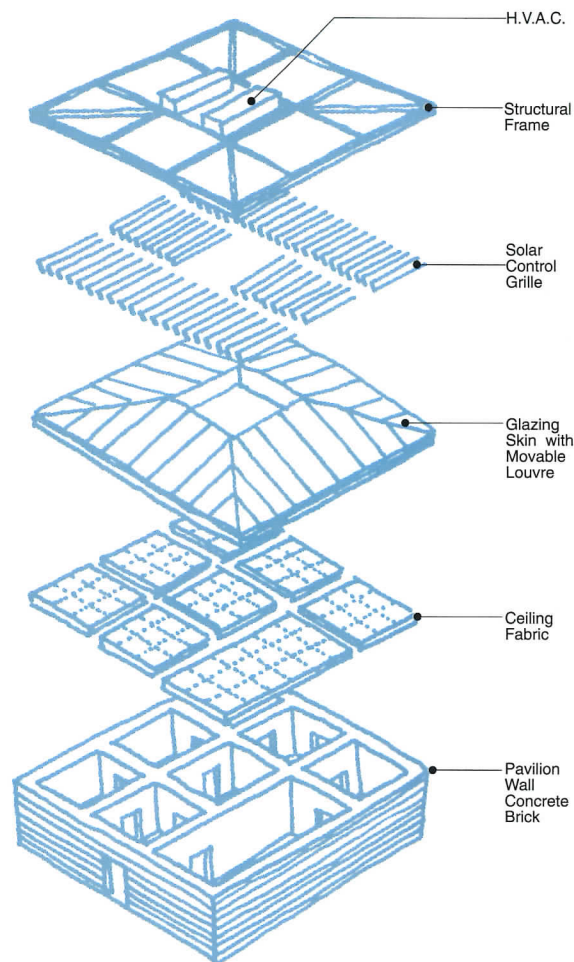 H.V.A.C.
Structural
Frame
Solar
Control
Grille
Glazing
Skin with
Movable
Louvre
Ceiling
Fabric
Pavilion
Wall
Concrete
Brick